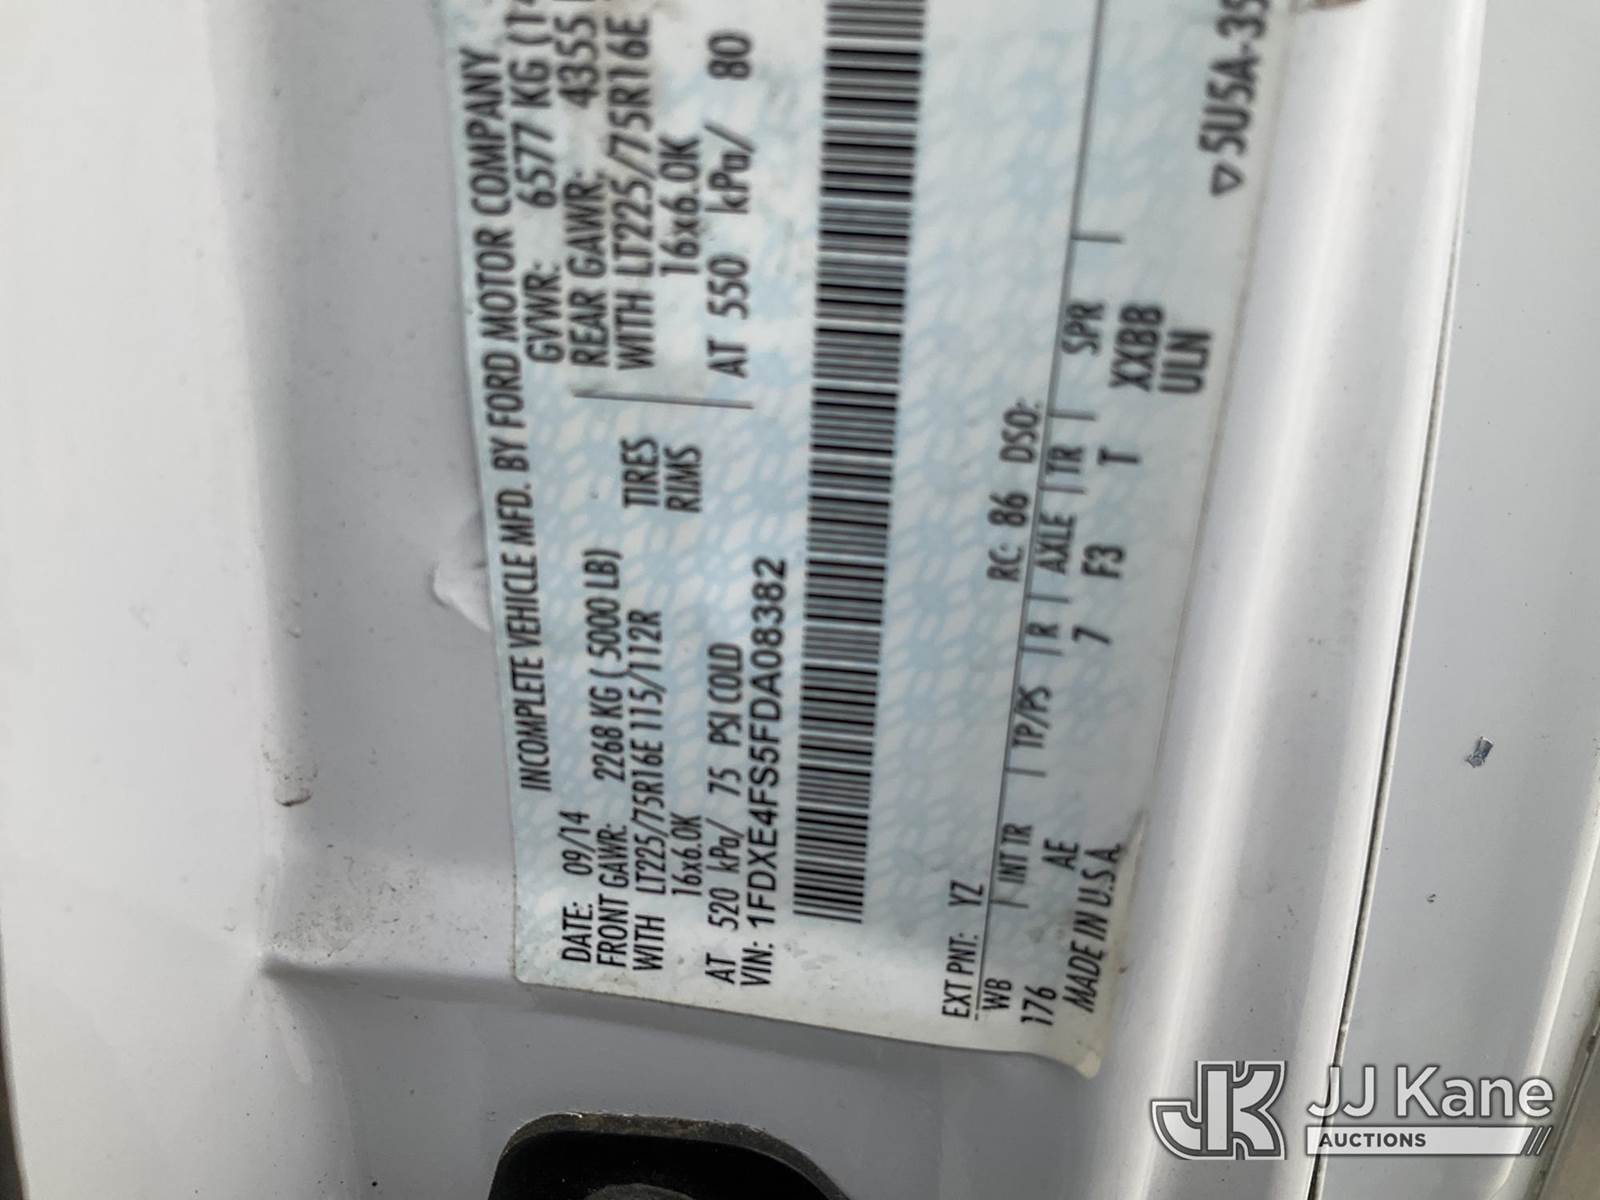 INCOMPLETE VEHICLE MFD. BY FORD MOTOR COMPANY
DATE: 09/14 GVWR: 6577 KG
FRONT GAWR: 2268 KG ( 5000 LB) REAR GAWR: 4355
WITH LT225/75R16E 115/112R TIRES WITH LT225/75R16E
16x6.0K RIMS 16x6.0K
AT 520 kPa/ 75 PSI COLD AT 550 kPa/ 80
VIN: 1FDXE4FS5FDA08382
EXT PNT: YZ RC: 86 DSO:
WB | INT TR | TP/PS | R | AXLE | TR | SPR |
176 AE 7 F3 T XXBB
MADE IN U.S.A. ULN
▽5U5A-
JJ Kane
AUCTIONS